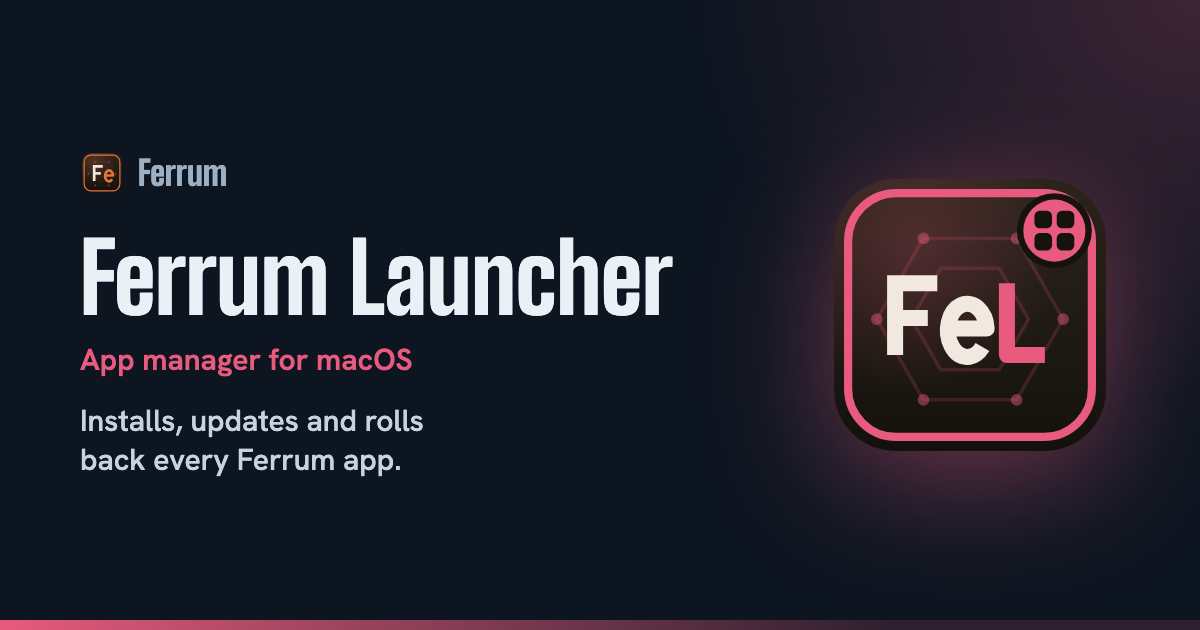 Fe Ferrum
Ferrum Launcher
App manager for macOS
Installs, updates and rolls
back every Ferrum app.
FeL